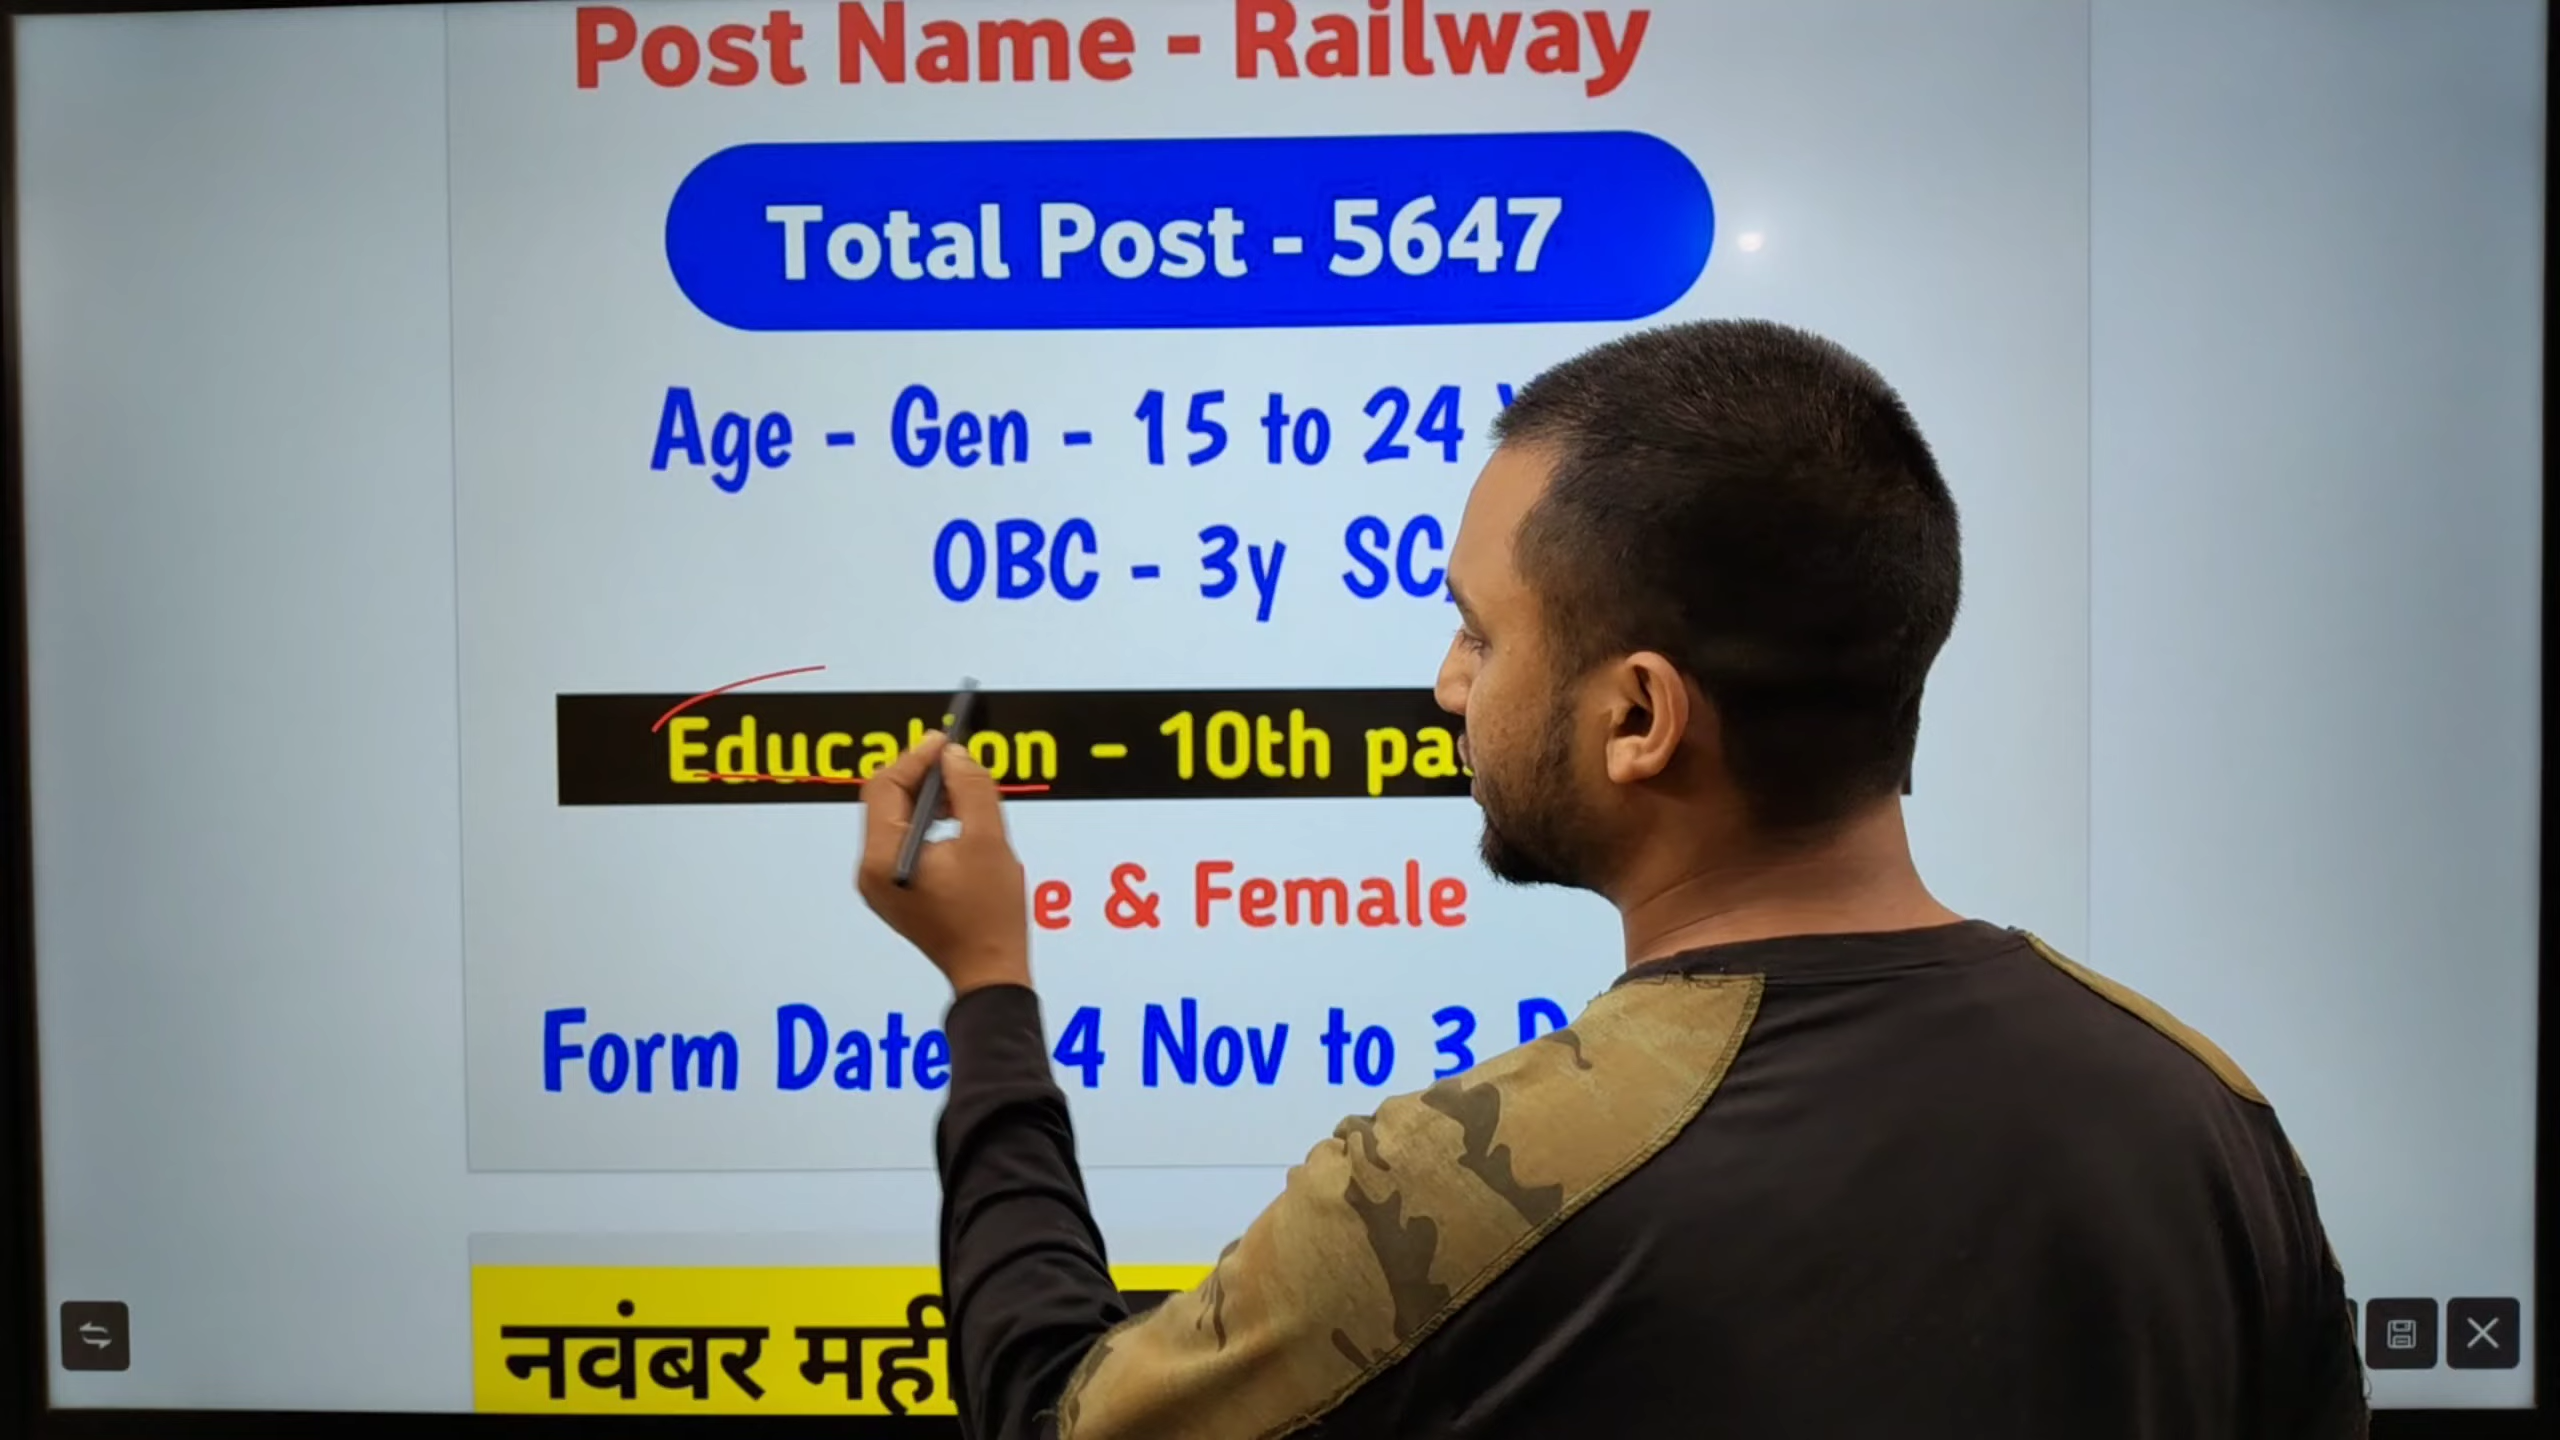 Post Name - Railway
Total Post - 5647
Age - Gen - 15 to 24
OBC - 3y SC
Education - 10th
& Female
Form Date 4 Nov to 3
नवंबर